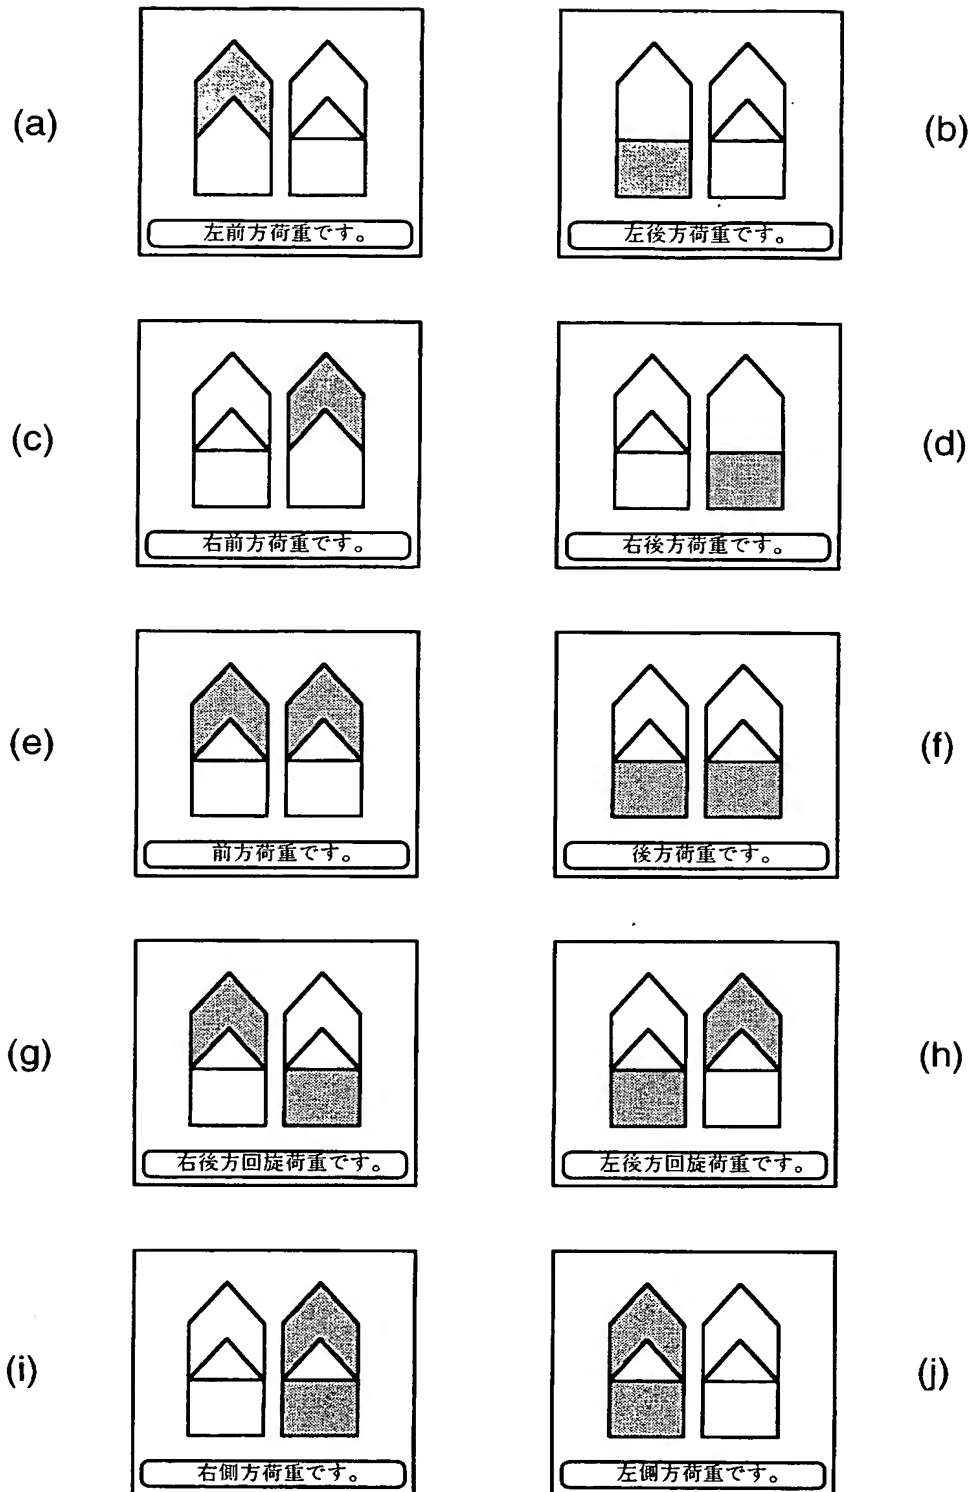 (a)
左前方荷重です。
(b)
左後方荷重です。
(c)
右前方荷重です。
(d)
右後方荷重です。
(e)
前方荷重です。
(f)
後方荷重です。
(g)
右後方回旋荷重です。
(h)
左後方回旋荷重です。
(i)
右側方荷重です。
(j)
左側方荷重です。